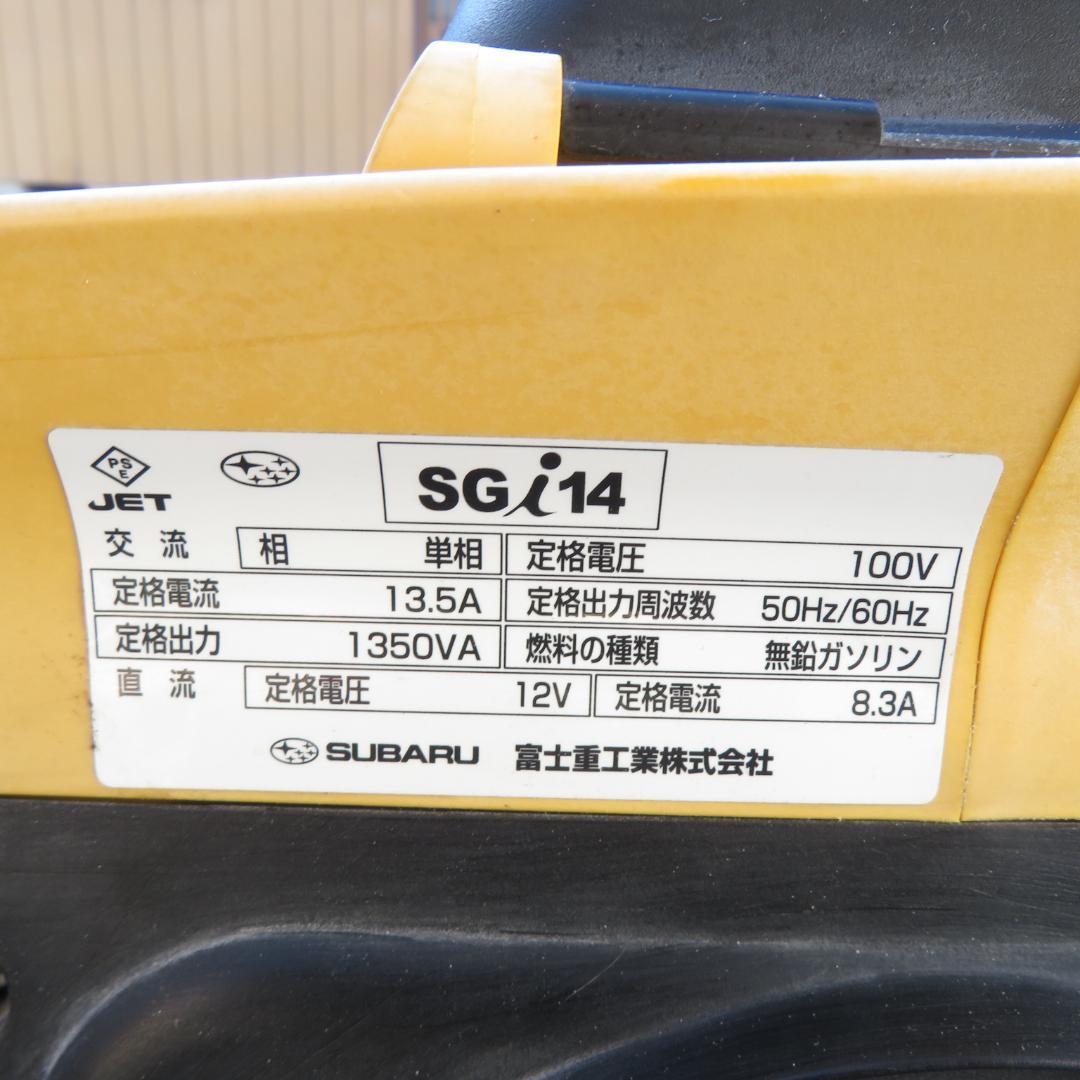 PSE
JET
SGi14
交流 相 単相 定格電圧 100V
定格電流 13.5A 定格出力周波数 50Hz/60Hz
定格出力 1350VA 燃料の種類 無鉛ガソリン
直流 定格電圧 12V 定格電流 8.3A
SUBARU 富士重工業株式会社